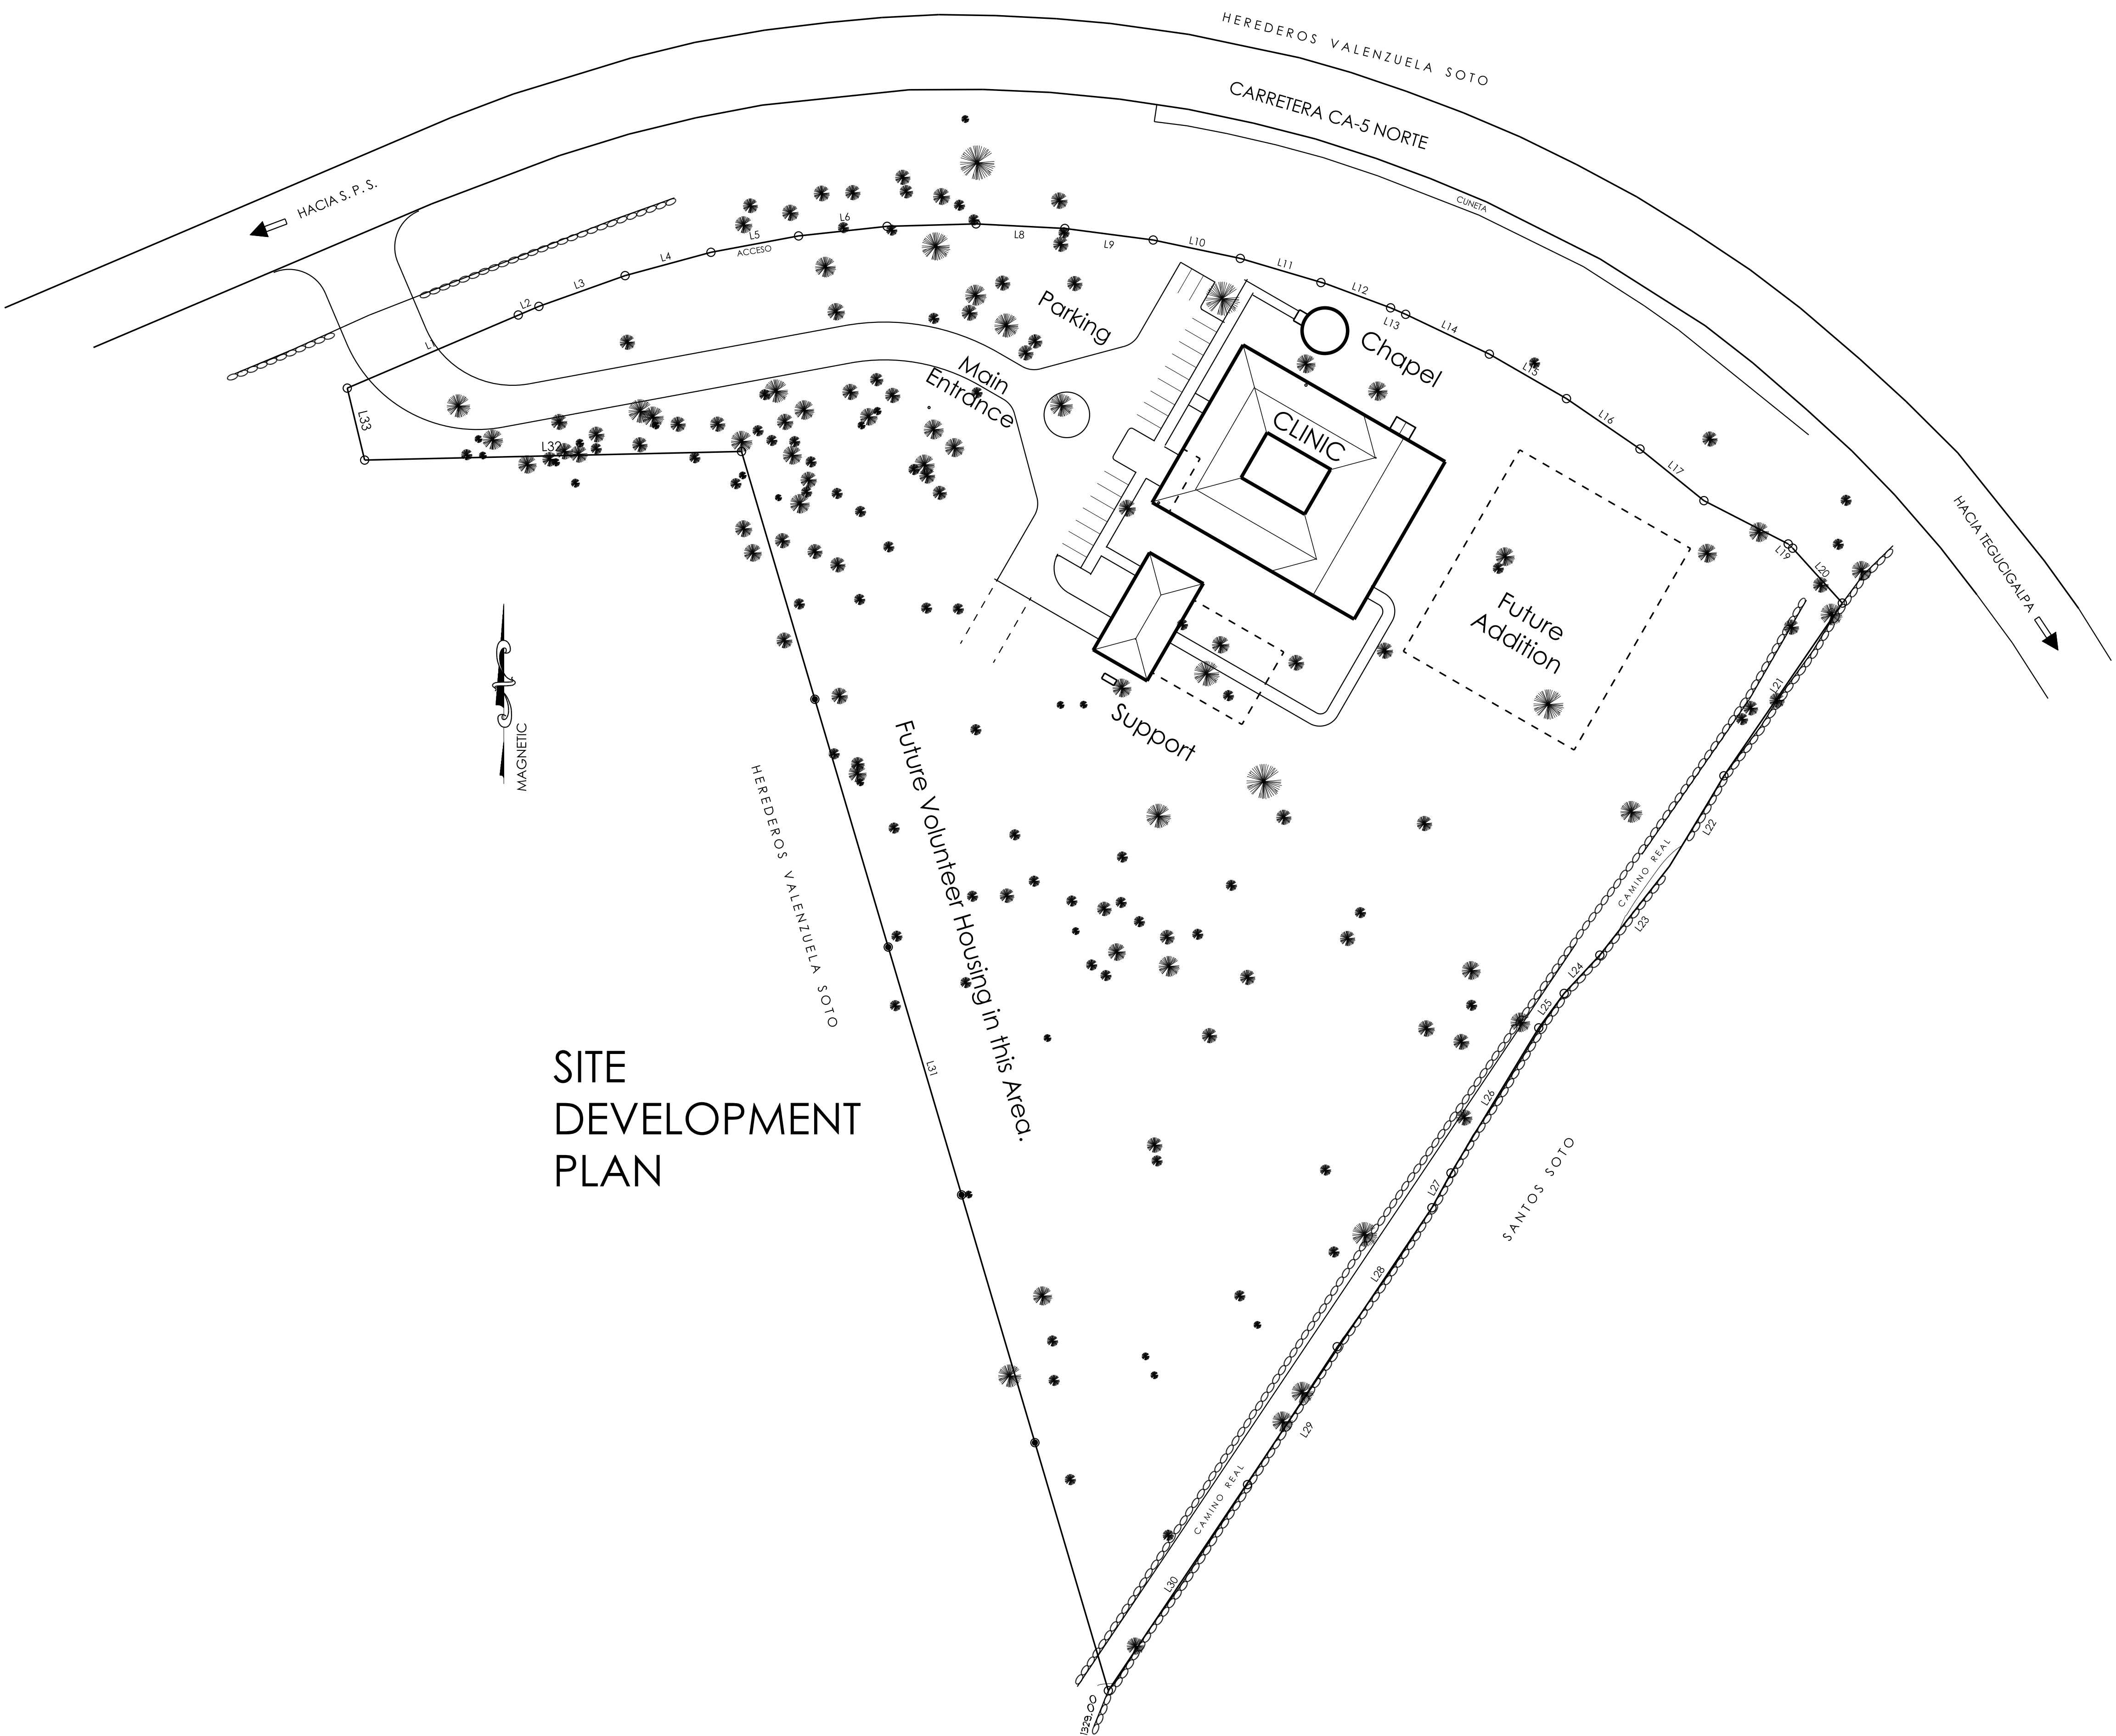 HEREDEROS VALENZUELA SOTO
CARRETERA CA-5 NORTE
HACIA S. P. S.
CUNETA
L6
L5
ACCESO
L8
L9
L10
L4
L11
L3
L12
L2
L13
L14
L1
L15
Parking
Chapel
Main
Entrance
L33
L16
CLINIC
L32
L17
HACIA TEGUCIGALPA
L19
L20
Future
Addition
L21
MAGNETIC
Support
L22
HEREDEROS VALENZUELA SOTO
Future Volunteer Housing in this Area.
CAMINO REAL
L23
L24
L25
L31
SITE
DEVELOPMENT
PLAN
L26
SANTOS SOTO
L27
L28
L29
CAMINO REAL
L30
1329.00